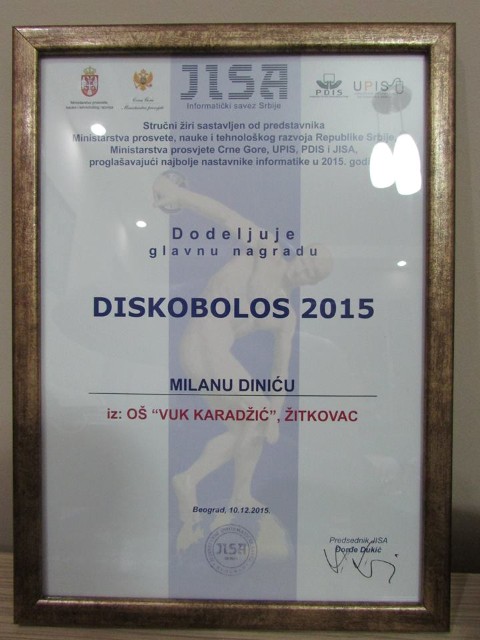 JISA
Informatički savez Srbije
PDIS
UPIS
Stručni žiri sastavljen od predstavnika
Ministarstva prosvete, nauke i tehnološkog razvoja Republike Srbije,
Ministarstva prosvjete Crne Gore, UPIS, PDIS i JISA,
proglašavajući najbolje nastavnike informatike u 2015.
Dodeljuje
glavnu nagradu
DISKOBOLOS 2015
MILANU DINIĆU
iz: OŠ “VUK KARADŽIĆ”, ŽITKOVAC
Beograd, 10.12.2015.
JISA
Predsednik JISA
Đorđe Dukić